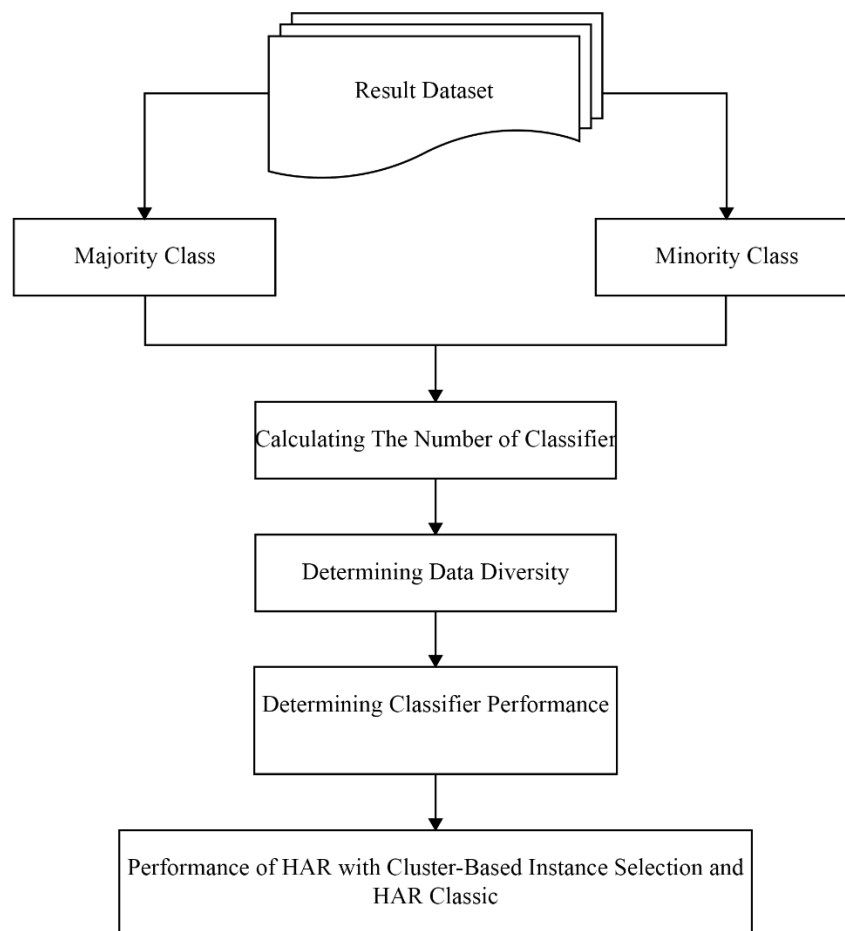 Result Dataset
Majority Class
Minority Class
Calculating The Number of Classifier
Determining Data Diversity
Determining Classifier Performance
Performance of HAR with Cluster-Based Instance Selection and
HAR Classic